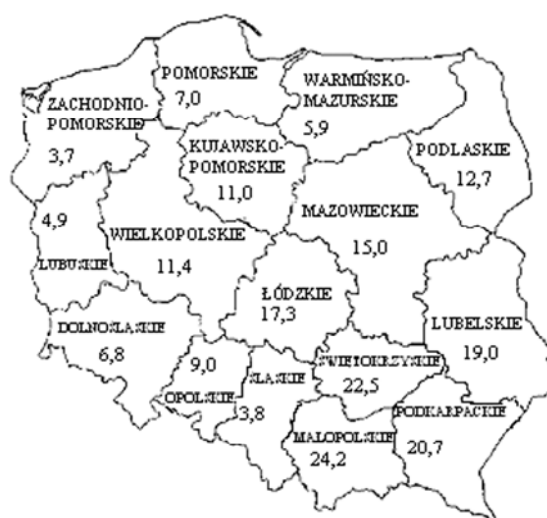 POMORSKIE
7,0
WARMIŃSKO-
MAZURSKIE
5,9
ZACHODNIO-
POMORSKIE
3,7
KUJAWSKO-
POMORSKIE
11,0
PODLASKIE
12,7
4,9
LUBUSKIE
WIELKOPOLSKIE
11,4
MAZOWIECKIE
15,0
ŁÓDZKIE
17,3
DOLNOŚLĄSKIE
6,8
9,0
OPOLSKIE
ŚLĄSKIE
3,8
ŚWIĘTOKRZYSKIE
22,5
LUBELSKIE
19,0
MAŁOPOLSKIE
24,2
PODKARPACKIE
20,7